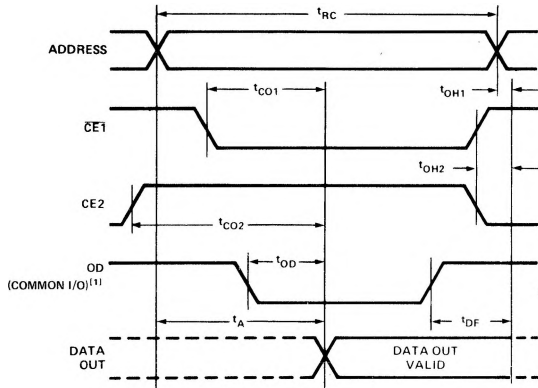 tRC
ADDRESS
tCO1
tOH1
CE1
tOH2
CE2
tCO2
OD
(COMMON I/O)[1]
tOD
tA
tDF
DATA
OUT
DATA OUT
VALID